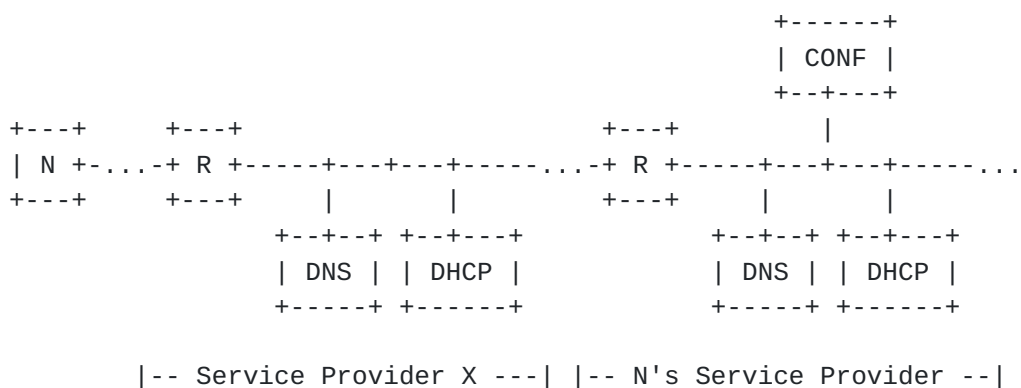 +------+
                                                   | CONF |
                                                   +--+---+
+---+     +---+                        +---+         |
| N +-...-+ R +-----+---+---+-----...-+ R +-----+---+---+-----...
+---+     +---+     |       |         +---+     |       |
                 +--+--+ +--+---+            +--+--+ +--+---+
                 | DNS | | DHCP |            | DNS | | DHCP |
                 +-----+ +------+            +-----+ +------+
        |-- Service Provider X ---| |-- N's Service Provider --|